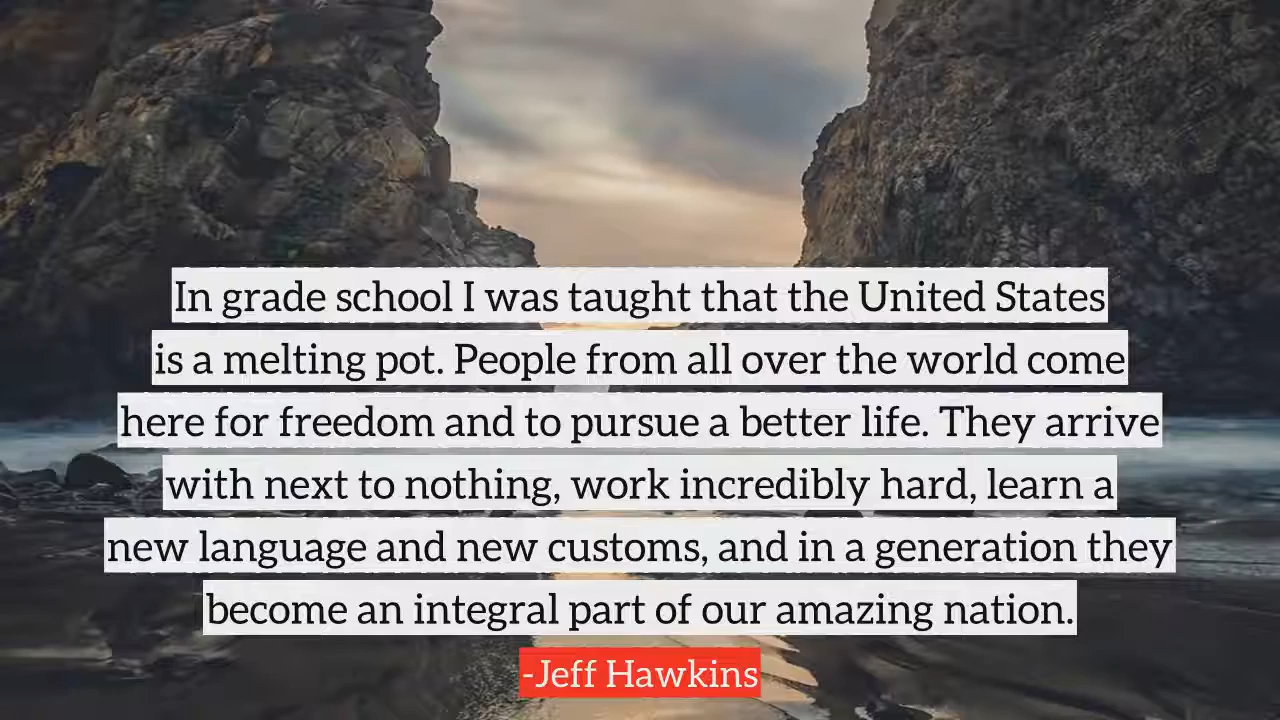 In grade school I was taught that the United States
is a melting pot. People from all over the world come
here for freedom and to pursue a better life. They arrive
with next to nothing, work incredibly hard, learn a
new language and new customs, and in a generation they
become an integral part of our amazing nation.
-Jeff Hawkins